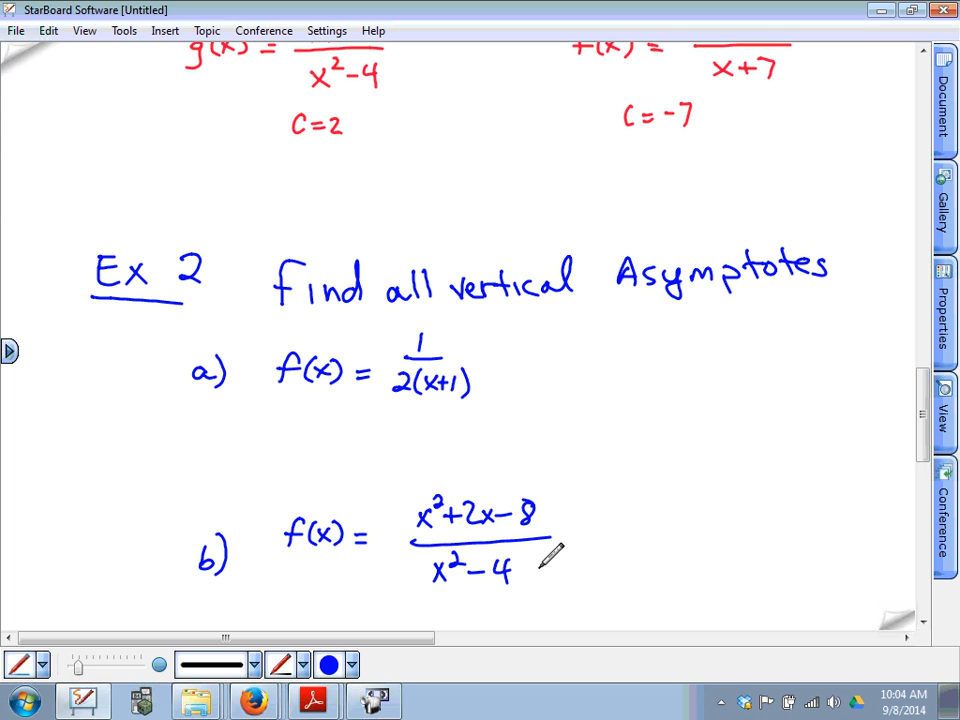 StarBoard Software [Untitled]
File Edit View Tools Insert Topic Conference Settings Help
g(x) =
x²-4
f(x) =
x+7
C=2
C=-7
Ex 2 Find all vertical Asymptotes
a) f(x) = 1
2(x+1)
b) f(x) = x²+2x-8
x²-4
Document
Gallery
Properties
View
Conference
10:04 AM
9/8/2014